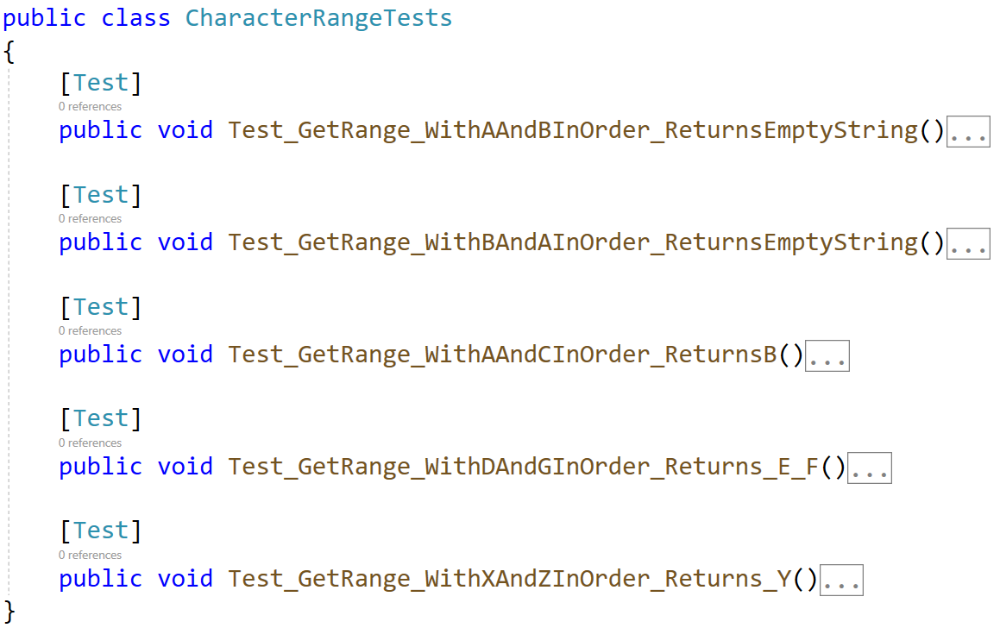 public class CharacterRangeTests
{
[Test]
0 references
public void Test_GetRange_WithAAndBInOrder_ReturnsEmptyString()...
[Test]
0 references
public void Test_GetRange_WithBAndAInOrder_ReturnsEmptyString()...
[Test]
0 references
public void Test_GetRange_WithAAndCInOrder_ReturnsB()...
[Test]
0 references
public void Test_GetRange_WithDAndGInOrder_Returns_E_F()...
[Test]
0 references
public void Test_GetRange_WithXAndZInOrder_Returns_Y()...
}